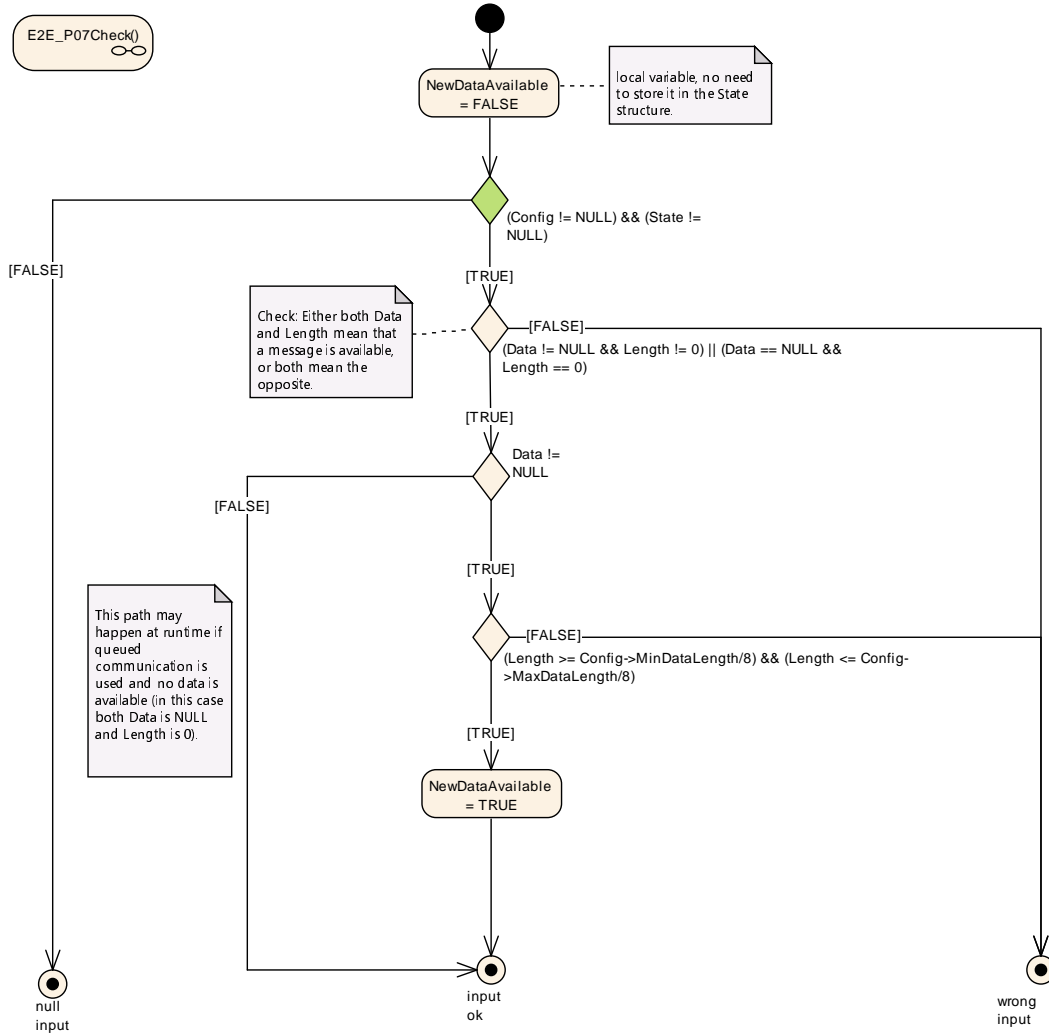 E2E_P07Check()
NewDataAvailable
= FALSE
local variable, no need
to store it in the State
structure.
(Config != NULL) && (State !=
NULL)
[FALSE]
[TRUE]
Check: Either both Data
and Length mean that
a message is available,
or both mean the
opposite.
[FALSE]
(Data != NULL && Length != 0) || (Data == NULL &&
Length == 0)
[TRUE]
Data !=
NULL
[FALSE]
[TRUE]
This path may
happen at runtime if
queued
communication is
used and no data is
available (in this case
both Data is NULL
and Length is 0).
[FALSE]
(Length >= Config->MinDataLength/8) && (Length <= Config-
>MaxDataLength/8)
[TRUE]
NewDataAvailable
= TRUE
null
input
input
ok
wrong
input